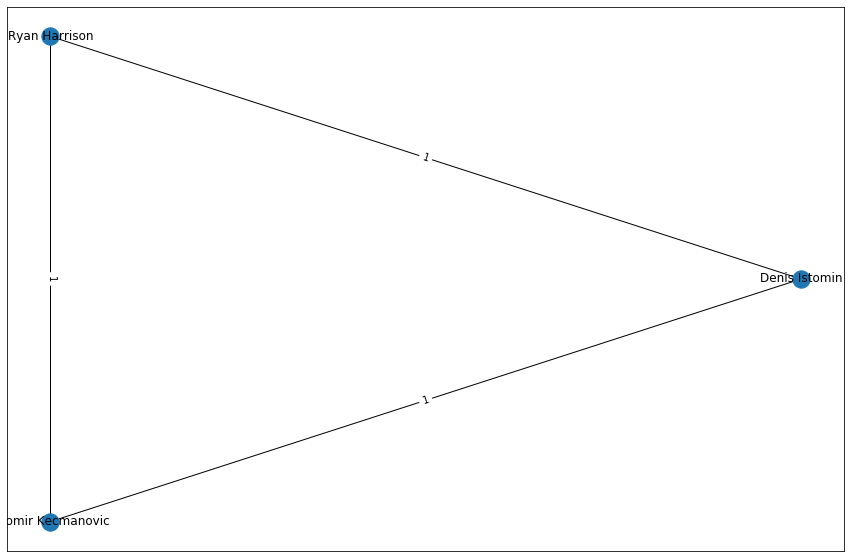 Ryan Harrison
1
1
Denis Istomin
1
omir Kecmanovic